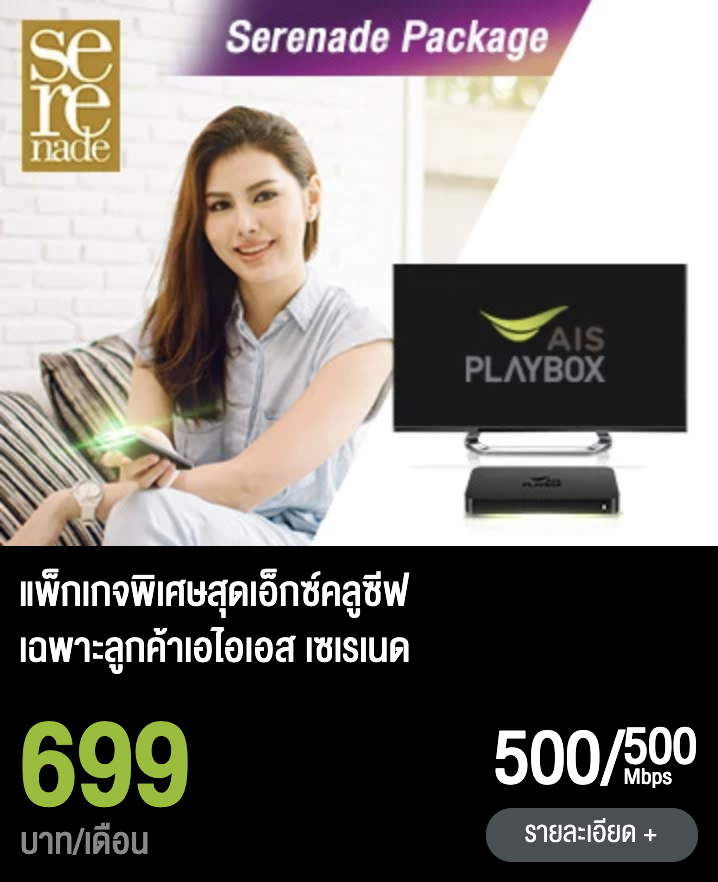 Serenade Package
se
re
nade
AIS
PLAYBOX
AIS
PLAYBOX
แพ็กเกจพิเศษสุดเอ็กซ์คลูซีฟ
เฉพาะลูกค้าเอไอเอส เซเรเนด
699
บาท/เดือน
500/500
Mbps
รายละเอียด +